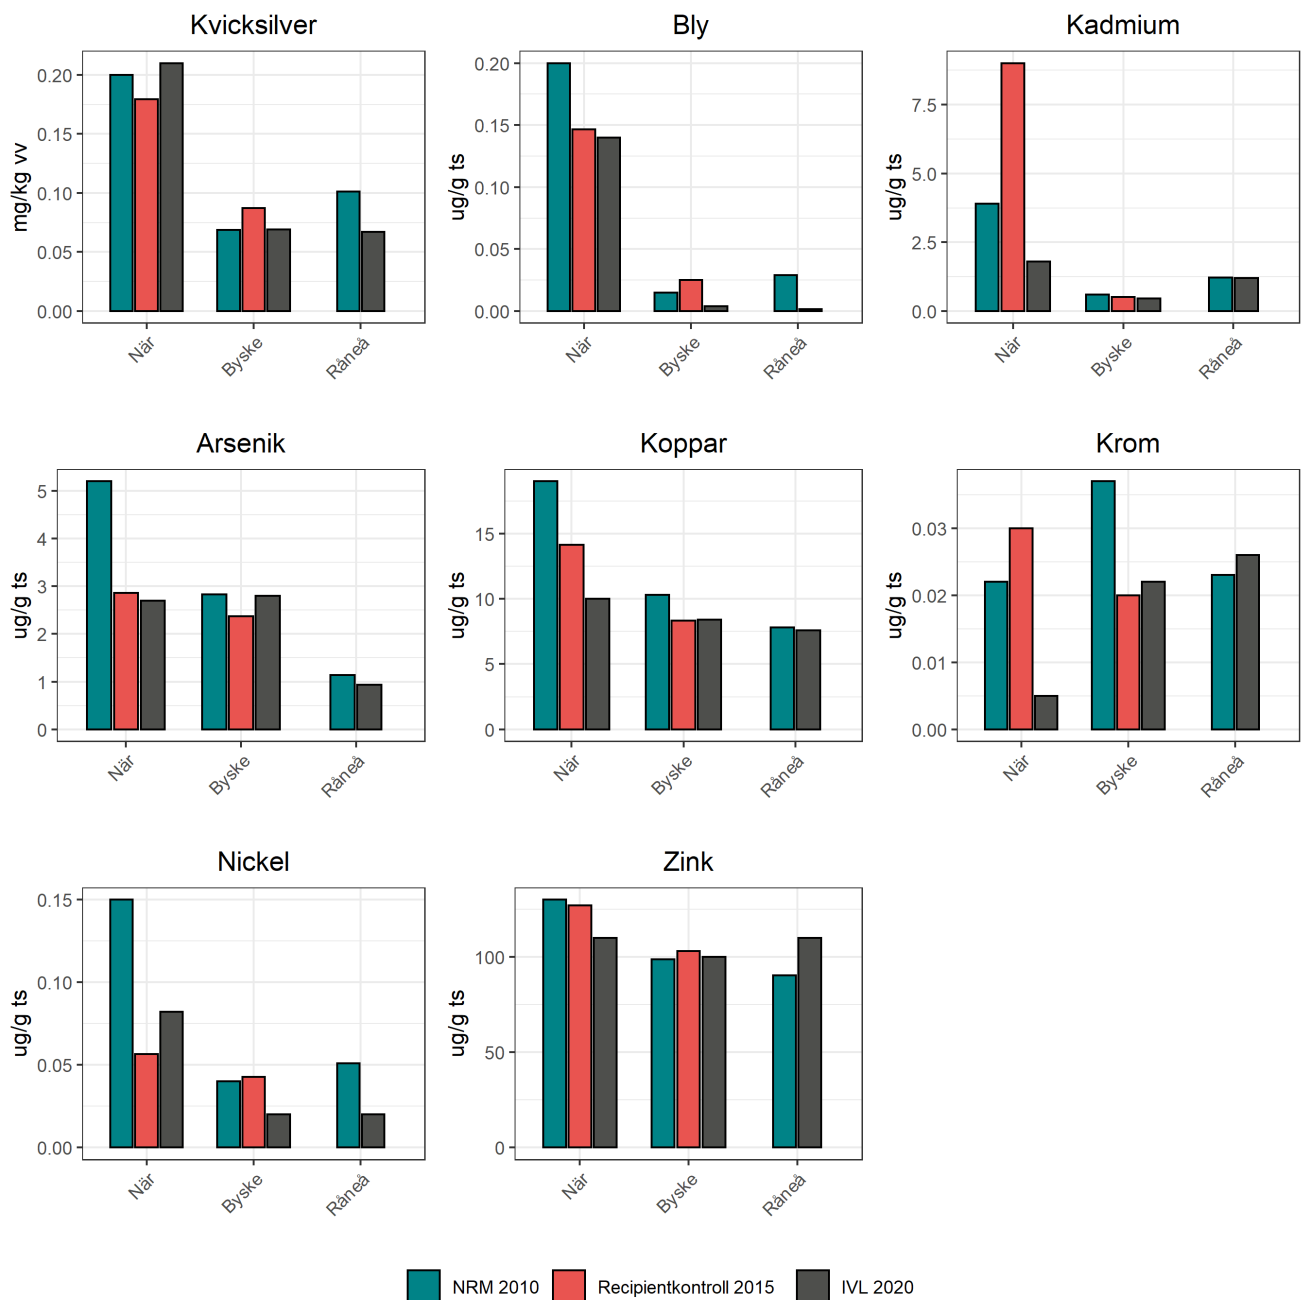 Kvicksilver
mg/kg vv
0.20
0.15
0.10
0.05
0.00
När
Byske
Råneå
Bly
ug/g ts
0.20
0.15
0.10
0.05
0.00
När
Byske
Råneå
Kadmium
ug/g ts
7.5
5.0
2.5
0.0
När
Byske
Råneå
Arsenik
ug/g ts
5
4
3
2
1
0
När
Byske
Råneå
Koppar
ug/g ts
15
10
5
0
När
Byske
Råneå
Krom
ug/g ts
0.03
0.02
0.01
0.00
När
Byske
Råneå
Nickel
ug/g ts
0.15
0.10
0.05
0.00
När
Byske
Råneå
Zink
ug/g ts
100
50
0
När
Byske
Råneå
NRM 2010 Recipientkontroll 2015 IVL 2020